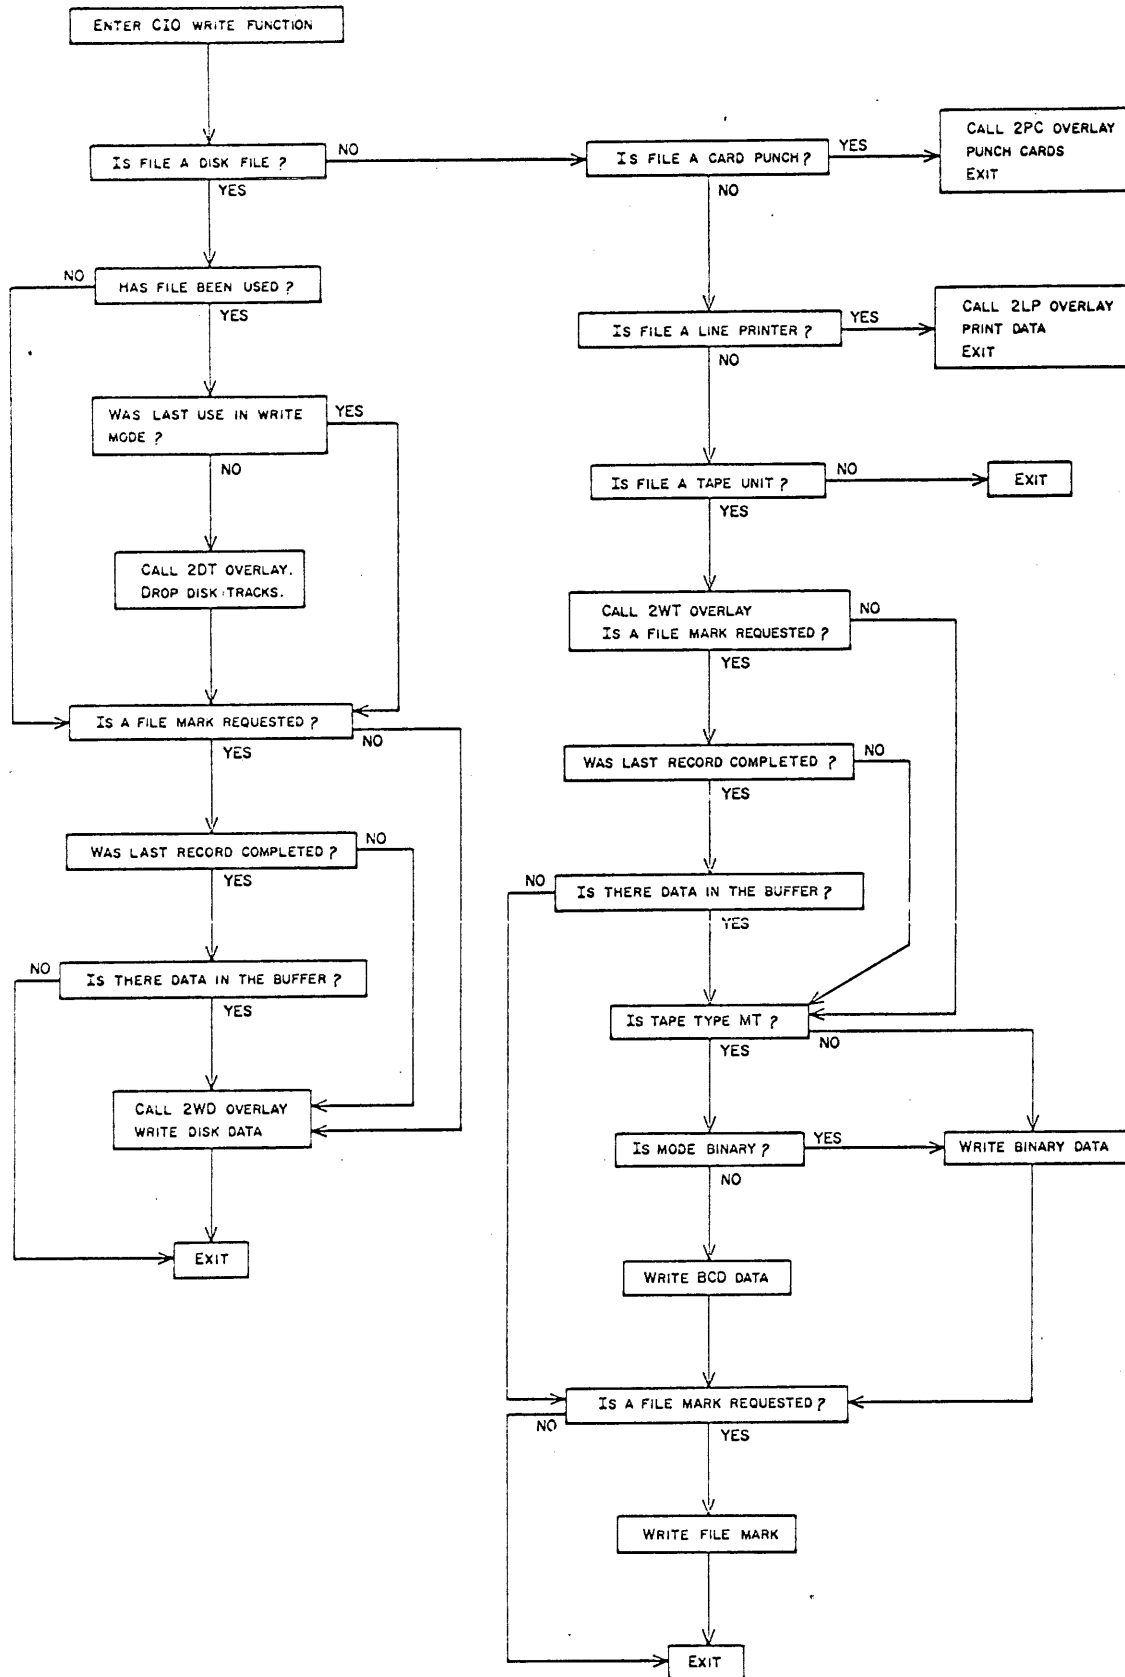 ENTER CIO WRITE FUNCTION
IS FILE A DISK FILE ?
NO
YES
IS FILE A CARD PUNCH ?
YES
NO
CALL 2PC OVERLAY
PUNCH CARDS
EXIT
NO
HAS FILE BEEN USED ?
YES
IS FILE A LINE PRINTER ?
YES
NO
CALL 2LP OVERLAY
PRINT DATA
EXIT
WAS LAST USE IN WRITE
MODE ?
YES
NO
IS FILE A TAPE UNIT ?
NO
YES
EXIT
CALL 2DT OVERLAY.
DROP DISK TRACKS.
CALL 2WT OVERLAY
IS A FILE MARK REQUESTED ?
NO
YES
IS A FILE MARK REQUESTED ?
YES
NO
WAS LAST RECORD COMPLETED ?
NO
YES
WAS LAST RECORD COMPLETED ?
NO
YES
NO
IS THERE DATA IN THE BUFFER ?
YES
NO
IS THERE DATA IN THE BUFFER ?
YES
IS TAPE TYPE MT ?
YES
NO
CALL 2WD OVERLAY
WRITE DISK DATA
IS MODE BINARY ?
YES
NO
WRITE BINARY DATA
EXIT
WRITE BCD DATA
IS A FILE MARK REQUESTED ?
NO
YES
WRITE FILE MARK
EXIT